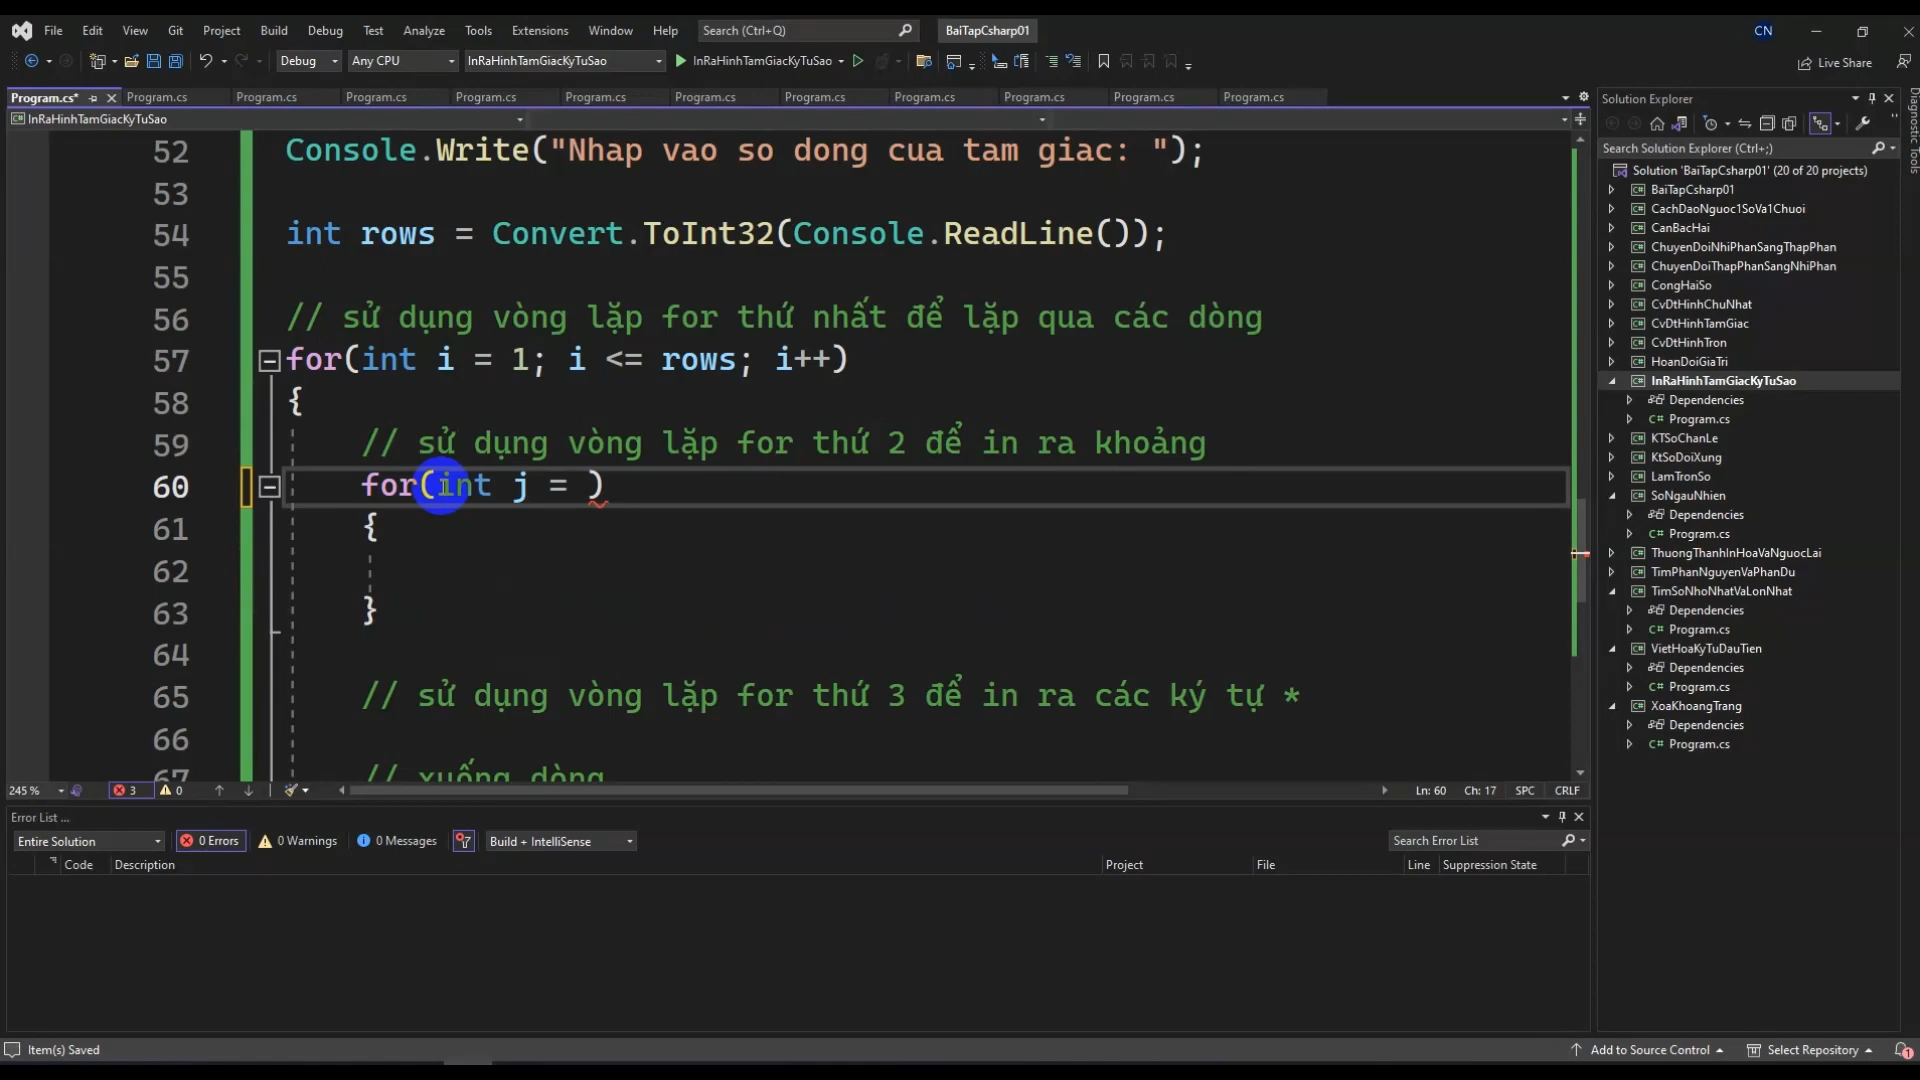 File Edit View Git Project Build Debug Test Analyze Tools Extensions Window Help Search (Ctrl+Q) BaiTapCsharp01 CN
Debug Any CPU InRaHinhTamGiacKyTuSao InRaHinhTamGiacKyTuSao Live Share
Program.cs* Program.cs Program.cs Program.cs Program.cs Program.cs Program.cs Program.cs Program.cs Program.cs Program.cs Program.cs
InRaHinhTamGiacKyTuSao
52 Console.Write("Nhap vao so dong cua tam giac: ");
53
54 int rows = Convert.ToInt32(Console.ReadLine());
55
56 // sử dụng vòng lặp for thứ nhất để lặp qua các dòng
57 for(int i = 1; i <= rows; i++)
58 {
59 // sử dụng vòng lặp for thứ 2 để in ra khoảng
60 for(int j = )
61 {
62
63 }
64
65 // sử dụng vòng lặp for thứ 3 để in ra các ký tự *
66
67 // xuống dòng
245 % 3 0 Ln: 60 Ch: 17 SPC CRLF
Error List ...
Entire Solution 0 Errors 0 Warnings 0 Messages Build + IntelliSense Search Error List
Code Description Project File Line Suppression State
Item(s) Saved Add to Source Control Select Repository 1
Solution Explorer
Search Solution Explorer (Ctrl+;)
Solution 'BaiTapCsharp01' (20 of 20 projects)
BaiTapCsharp01
CachDaoNguoc1SoVa1Chuoi
CanBacHai
ChuyenDoiNhiPhanSangThapPhan
ChuyenDoiThapPhanSangNhiPhan
CongHaiSo
CvDtHinhChuNhat
CvDtHinhTamGiac
CvDtHinhTron
HoanDoiGiaTri
InRaHinhTamGiacKyTuSao
Dependencies
C# Program.cs
KTSoChanLe
KtSoDoiXung
LamTronSo
SoNgauNhien
Dependencies
C# Program.cs
ThuongThanhInHoaVaNguocLai
TimPhanNguyenVaPhanDu
TimSoNhoNhatVaLonNhat
Dependencies
C# Program.cs
VietHoaKyTuDauTien
Dependencies
C# Program.cs
XoaKhoangTrang
Dependencies
C# Program.cs
Diagnostic Tools